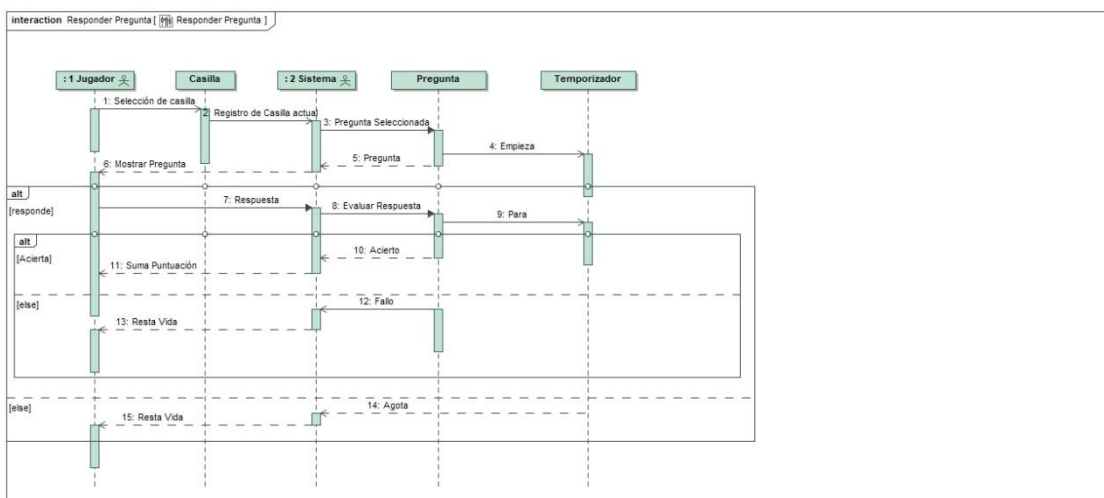 interaction Responder Pregunta [ Responder Pregunta ]
: 1 Jugador
Casilla
: 2 Sistema
Pregunta
Temporizador
1: Selección de casilla
2: Registro de Casilla actual
3: Pregunta Seleccionada
4: Empieza
5: Pregunta
6: Mostrar Pregunta
alt
[responde]
7: Respuesta
8: Evaluar Respuesta
9: Para
alt
[Acierta]
10: Acierto
11: Suma Puntuación
[else]
12: Fallo
13: Resta Vida
[else]
14: Agota
15: Resta Vida